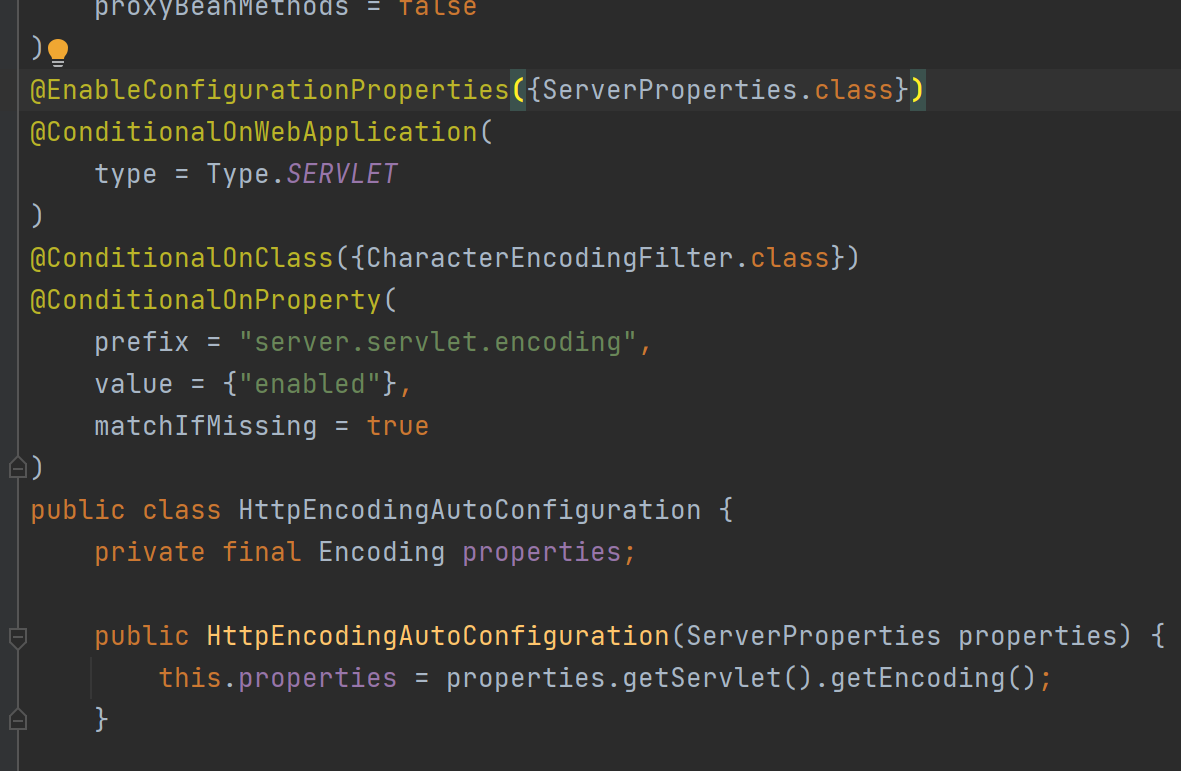 proxyBeanMethods = false
)
@EnableConfigurationProperties({ServerProperties.class})
@ConditionalOnWebApplication(
    type = Type.SERVLET
)
@ConditionalOnClass({CharacterEncodingFilter.class})
@ConditionalOnProperty(
    prefix = "server.servlet.encoding",
    value = {"enabled"},
    matchIfMissing = true
)
public class HttpEncodingAutoConfiguration {
    private final Encoding properties;
    public HttpEncodingAutoConfiguration(ServerProperties properties) {
        this.properties = properties.getServlet().getEncoding();
    }